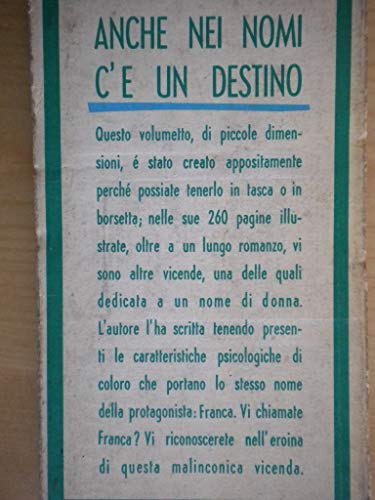 ANCHE NEI NOMI
C'E UN DESTINO
Questo volumetto, di piccole dimen-
sioni, é stato creato appositamente
perché possiate tenerlo in tasca o in
borsetta; nelle sue 260 pagine illu-
strate, oltre a un lungo romanzo, vi
sono altre vicende, una delle quali
dedicata a un nome di donna.
L'autore l'ha scritta tenendo presen-
ti le caratteristiche psicologiche di
coloro che portano lo stesso nome
della protagonista: Franca. Vi chiamate
Franca? Vi riconoscerete nell'eroina
di questa malinconica vicenda.